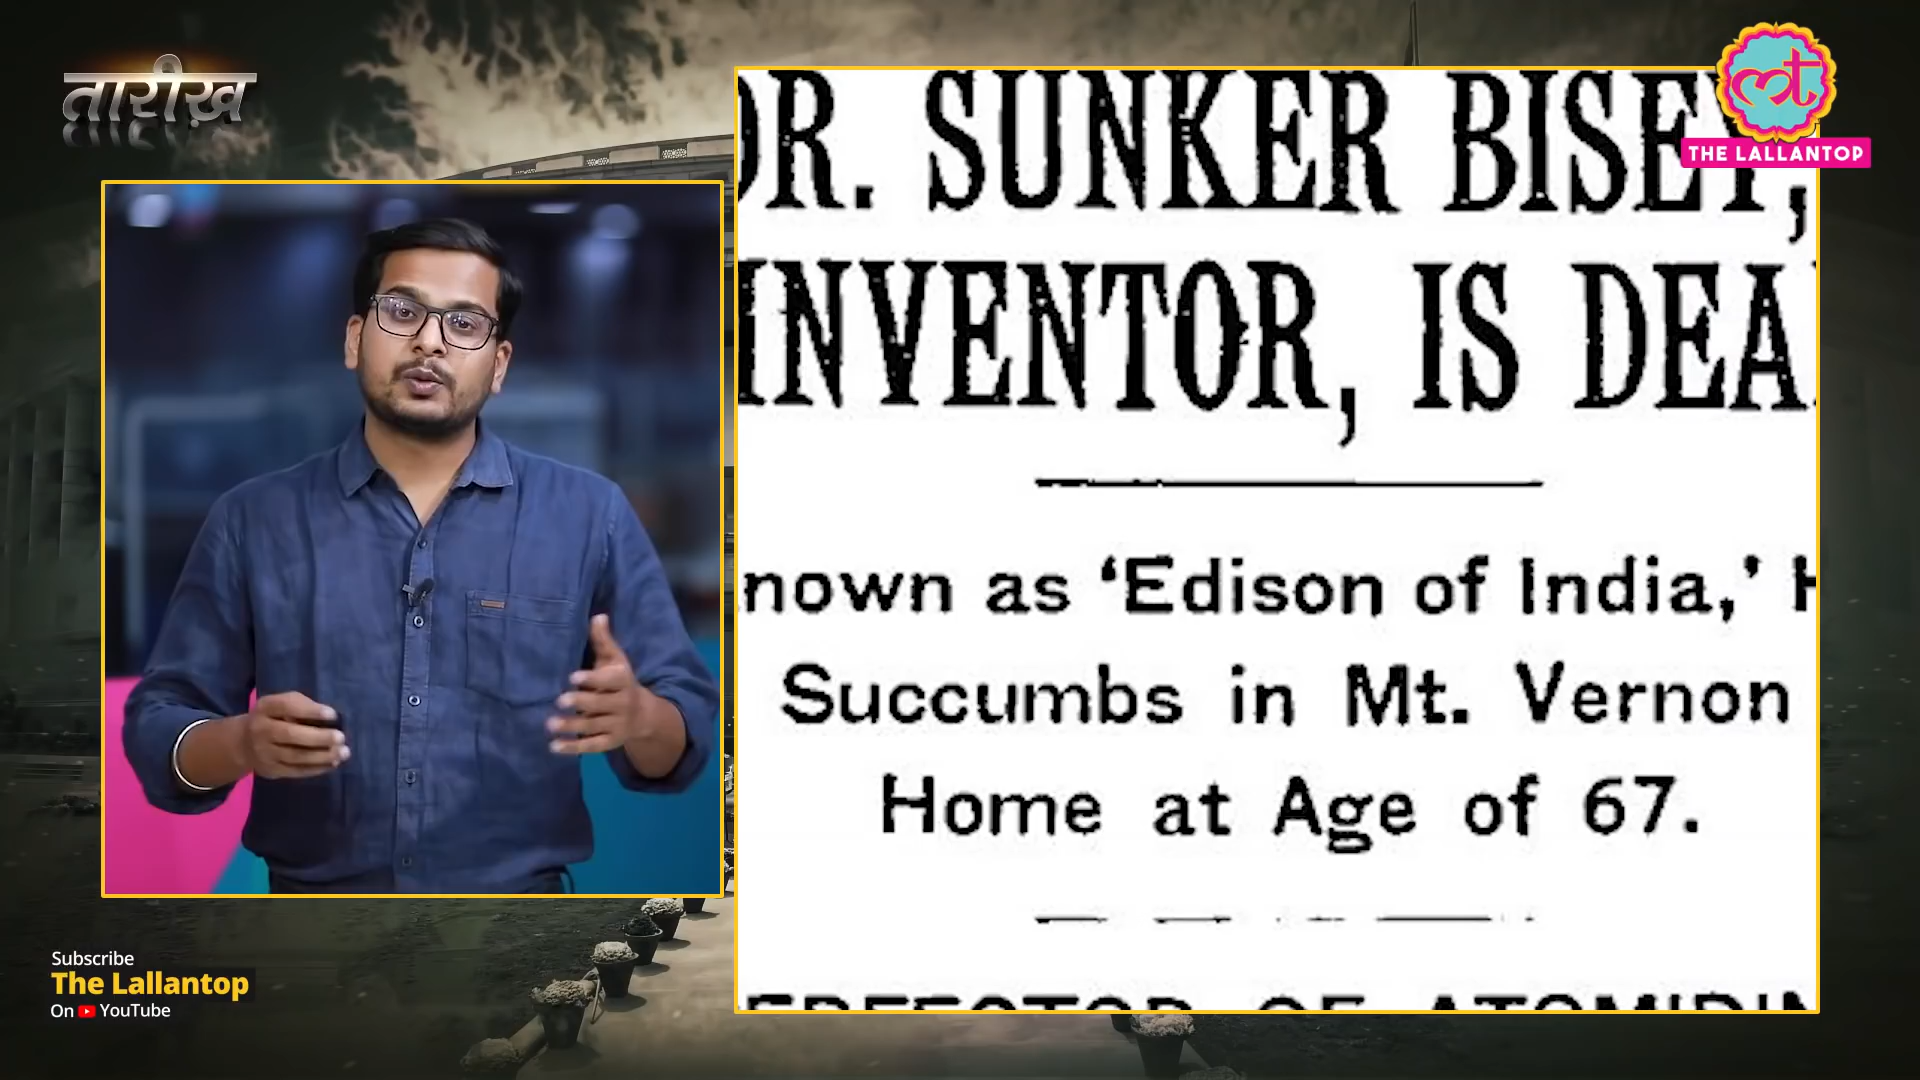 तारीख़
THE LALLANTOP
DR. SUNKER BISEY,
INVENTOR, IS DEA
nown as ‘Edison of India,’ H
Succumbs in Mt. Vernon
Home at Age of 67.
Subscribe
The Lallantop
On YouTube